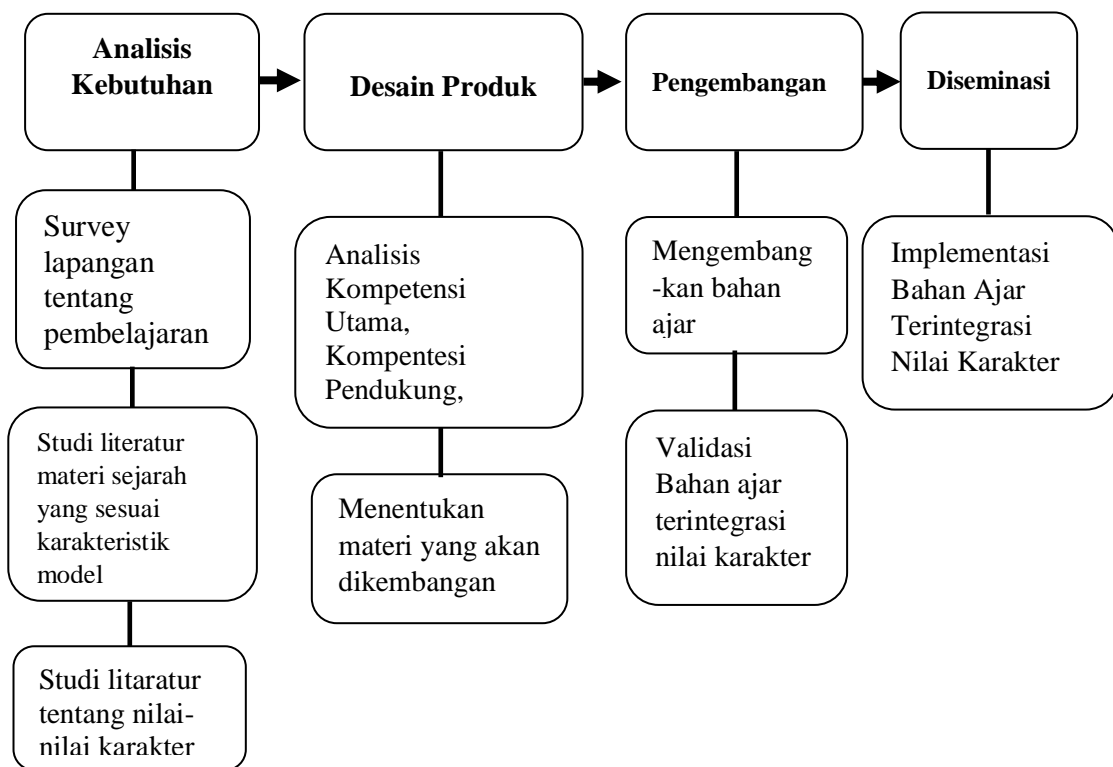 Analisis
Kebutuhan
Desain Produk
Pengembangan
Diseminasi
Survey
lapangan
tentang
pembelajaran
Studi literatur
materi sejarah
yang sesuai
karakteristik
model
Studi litaratur
tentang nilai-
nilai karakter
Analisis
Kompetensi
Utama,
Kompentesi
Pendukung,
Menentukan
materi yang akan
dikembangan
Mengembang
-kan bahan
ajar
Validasi
Bahan ajar
terintegrasi
nilai karakter
Implementasi
Bahan Ajar
Terintegrasi
Nilai Karakter